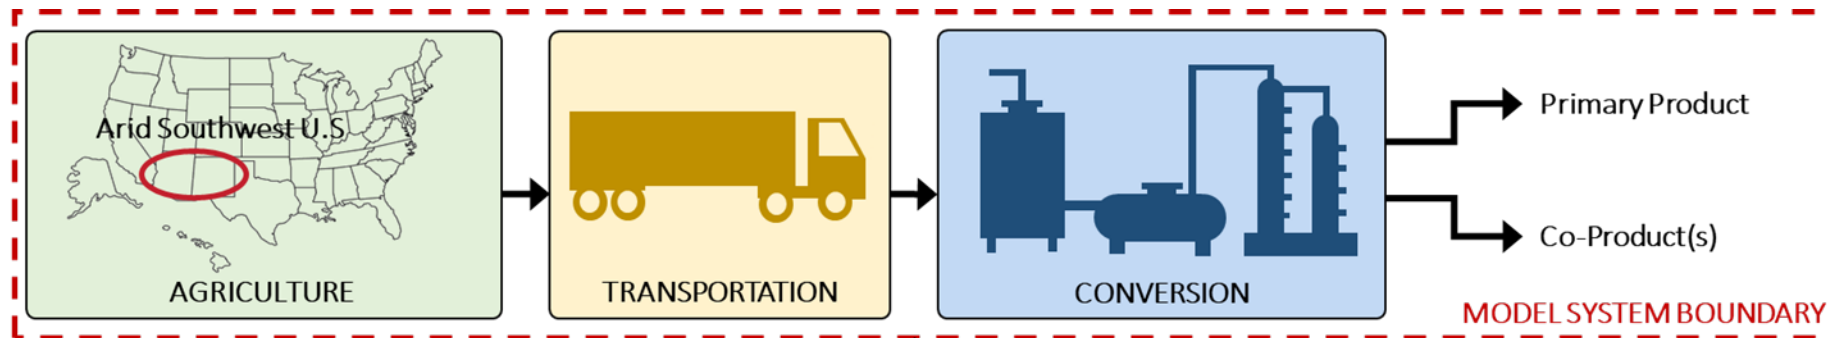 Arid Southwest U.S
AGRICULTURE
TRANSPORTATION
CONVERSION
Primary Product
Co-Product(s)
MODEL SYSTEM BOUNDARY